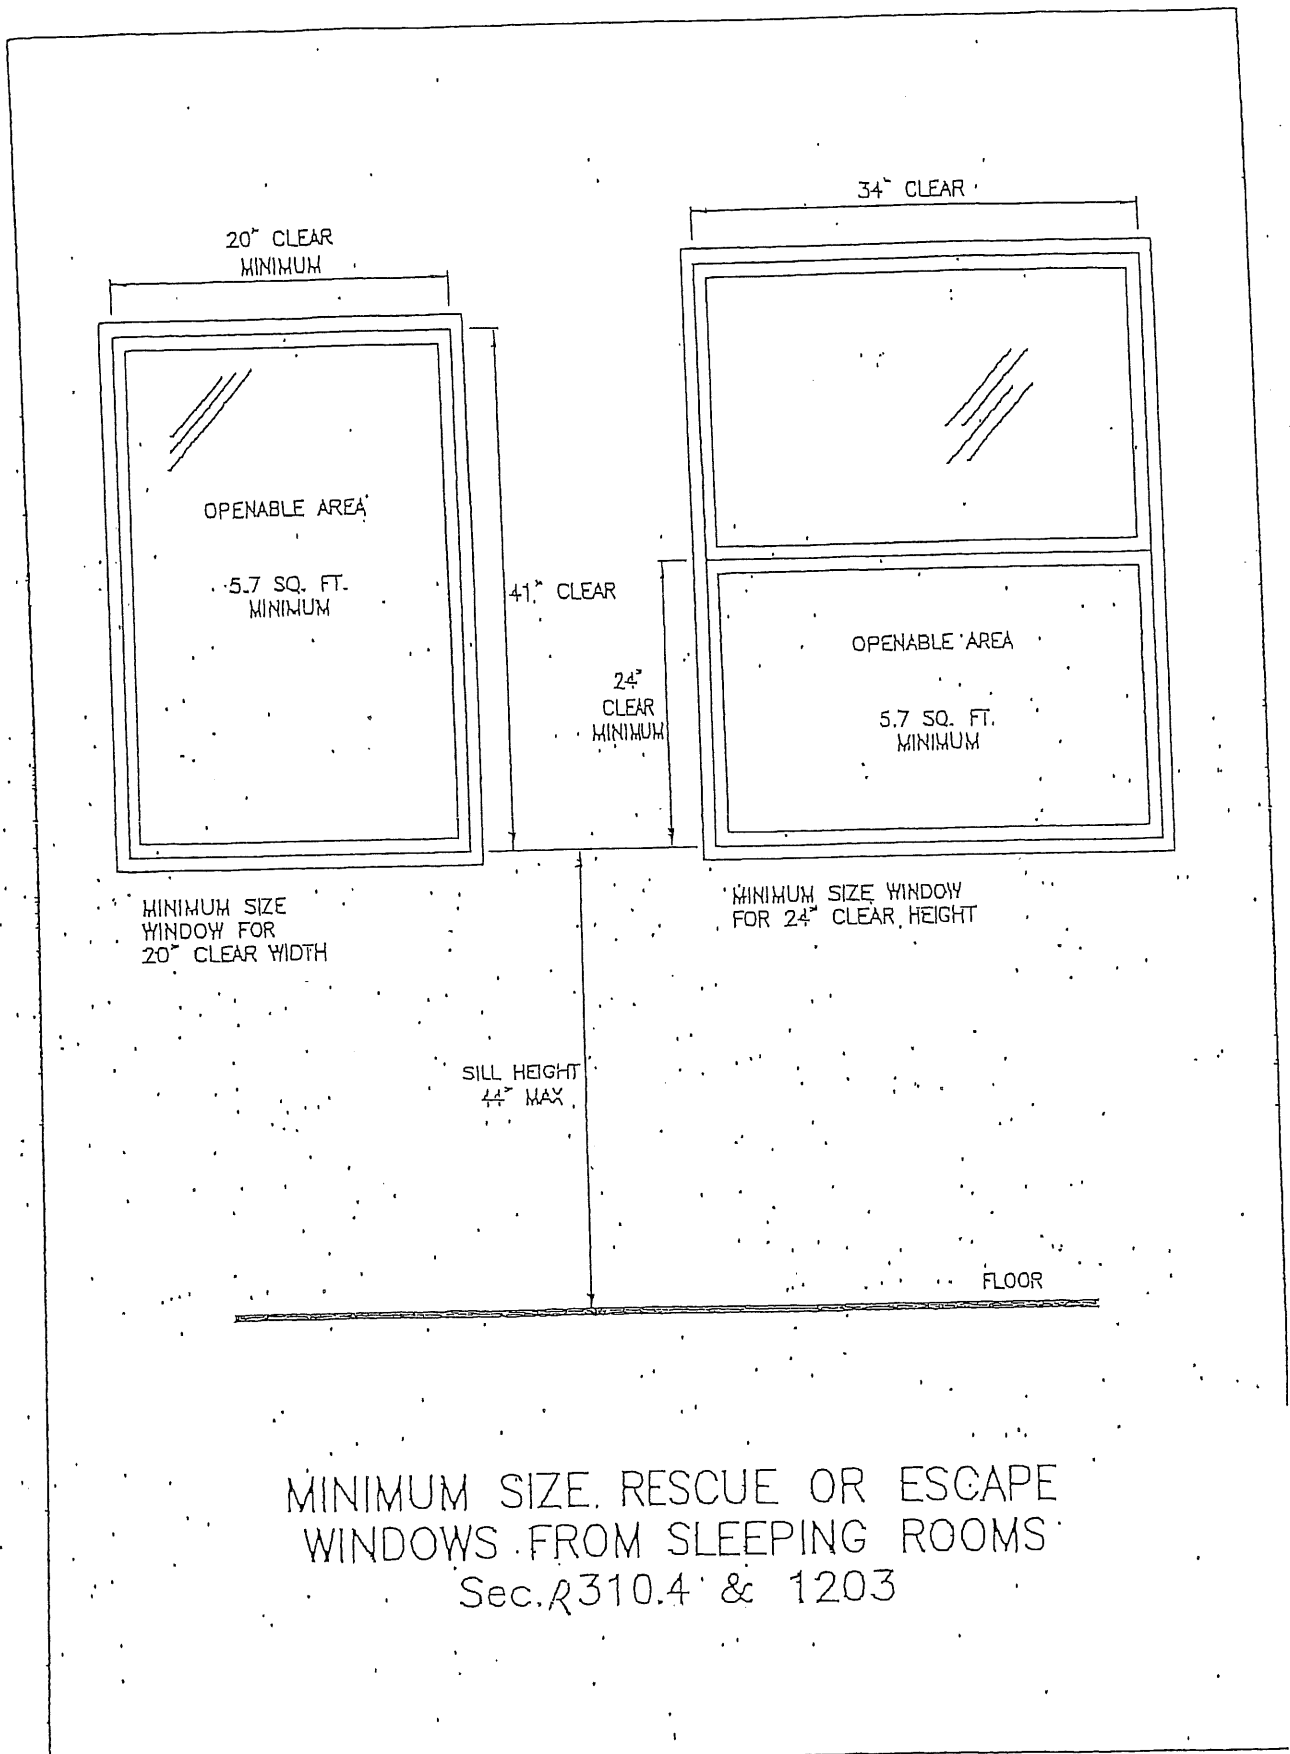 20" CLEAR
MINIMUM
34" CLEAR
OPENABLE AREA
5.7 SQ. FT.
MINIMUM
41" CLEAR
24"
CLEAR
MINIMUM
OPENABLE AREA
5.7 SQ. FT.
MINIMUM
MINIMUM SIZE
WINDOW FOR
20" CLEAR WIDTH
MINIMUM SIZE WINDOW
FOR 24" CLEAR HEIGHT
SILL HEIGHT
44" MAX
FLOOR
MINIMUM SIZE RESCUE OR ESCAPE
WINDOWS FROM SLEEPING ROOMS
Sec. R310.4 & 1203